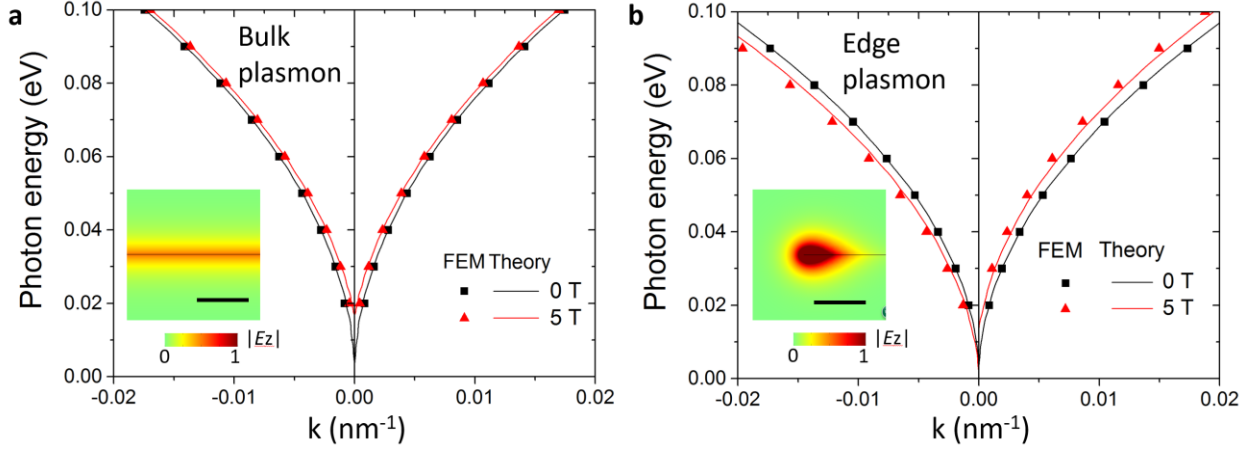 a
Bulk
plasmon
Photon energy (eV)
0.10
0.08
0.06
0.04
0.02
0.00
FEM Theory
0 T
5 T
|Ez|
0 1
-0.02 -0.01 0.00 0.01 0.02
k (nm⁻¹)
b
Edge
plasmon
Photon energy (eV)
0.10
0.08
0.06
0.04
0.02
0.00
FEM Theory
0 T
5 T
|Ez|
0 1
-0.02 -0.01 0.00 0.01 0.02
k (nm⁻¹)